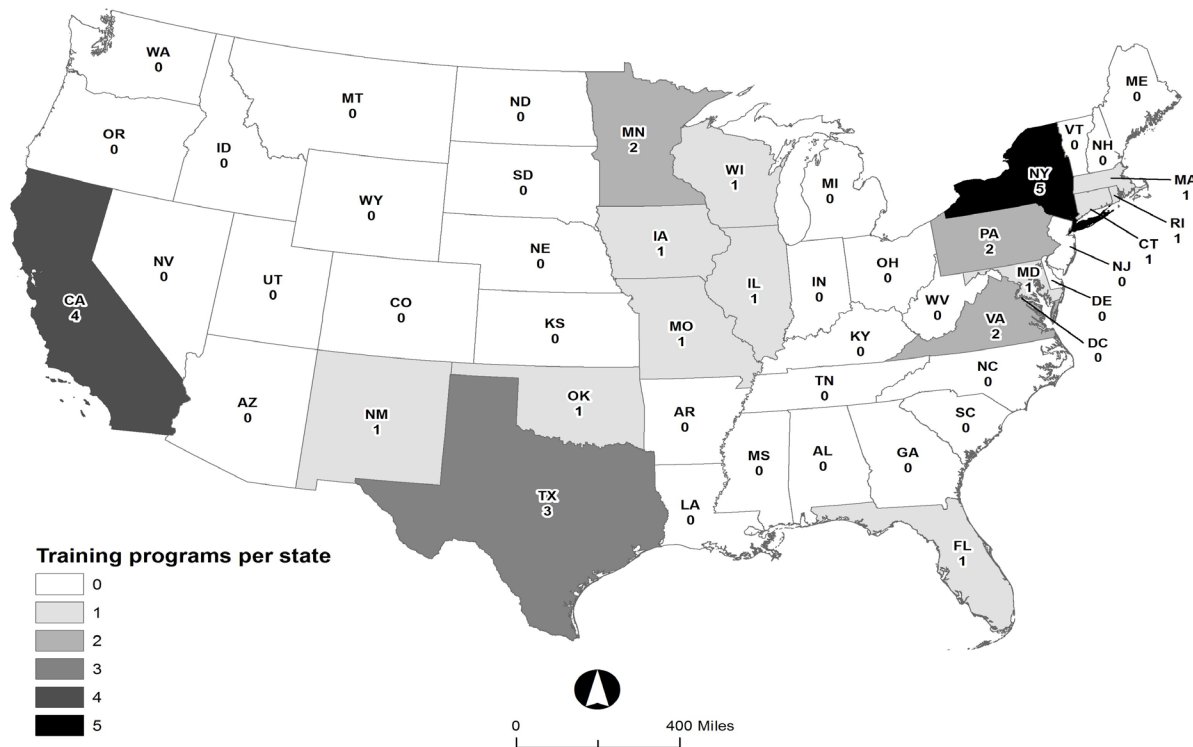 WA
0
OR
0
ID
0
MT
0
ND
0
SD
0
WY
0
NE
0
NV
0
UT
0
CO
0
KS
0
CA
4
AZ
0
NM
1
OK
1
TX
3
MN
2
WI
1
IA
1
MO
1
IL
1
MI
0
IN
0
OH
0
KY
0
WV
0
TN
0
AR
0
LA
0
MS
0
AL
0
GA
0
FL
1
SC
0
NC
0
VA
2
MD
1
PA
2
NY
5
VT
0
NH
0
ME
0
MA
1
RI
1
CT
1
NJ
0
DE
0
DC
0
Training programs per state
0
1
2
3
4
5
0 400 Miles